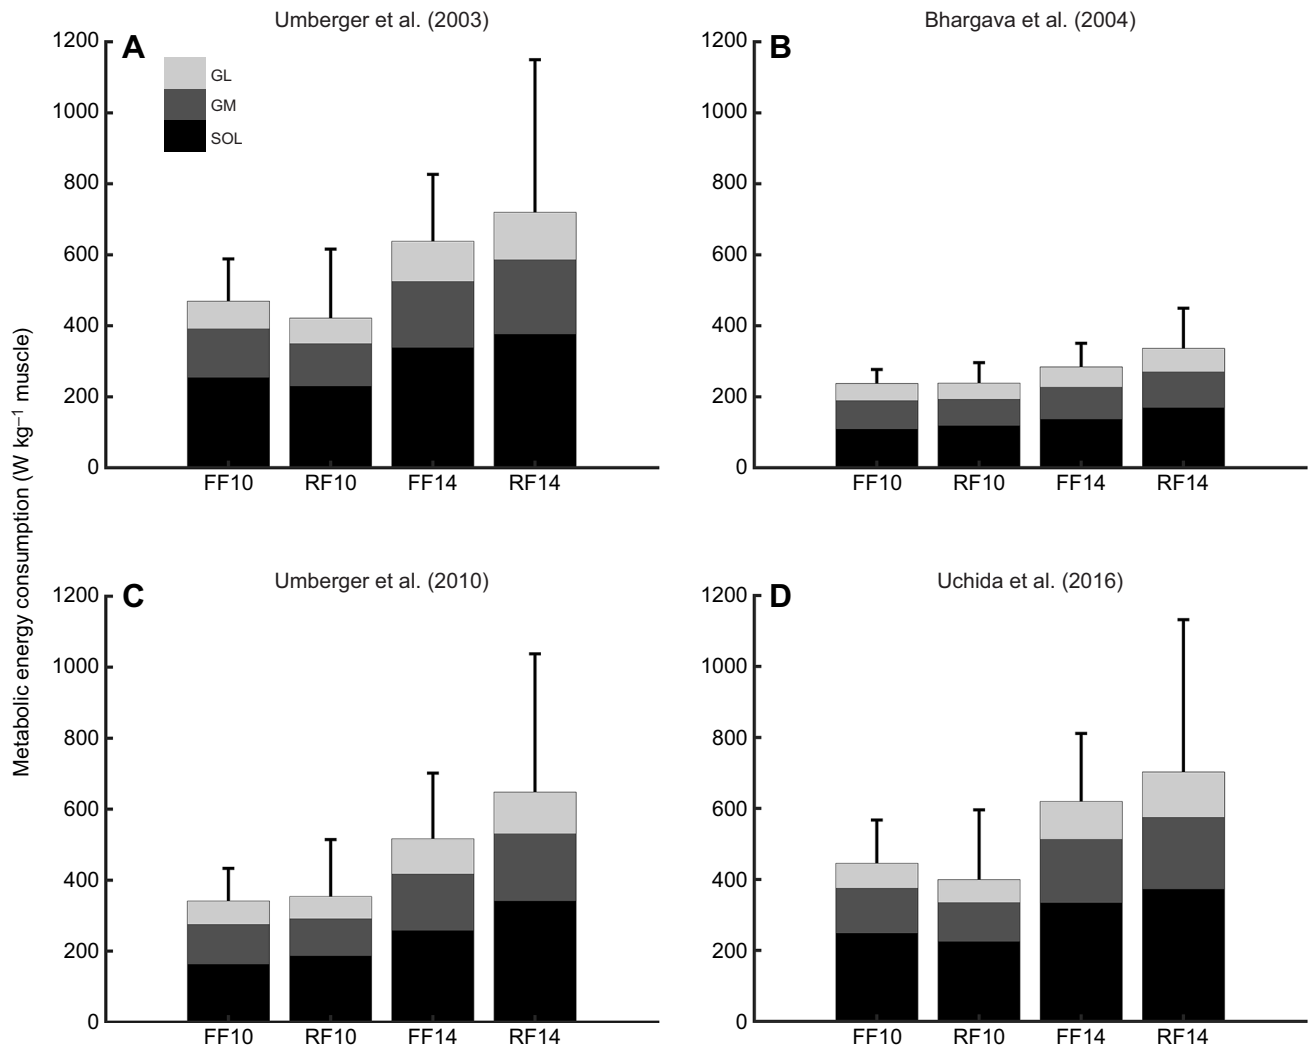 Umberger et al. (2003)
A
1200
1000
800
600
400
200
0
GL
GM
SOL
FF10 RF10 FF14 RF14
Bhargava et al. (2004)
B
1200
1000
800
600
400
200
0
FF10 RF10 FF14 RF14
Metabolic energy consumption (W kg–1 muscle)
Umberger et al. (2010)
C
1200
1000
800
600
400
200
0
FF10 RF10 FF14 RF14
Uchida et al. (2016)
D
1200
1000
800
600
400
200
0
FF10 RF10 FF14 RF14